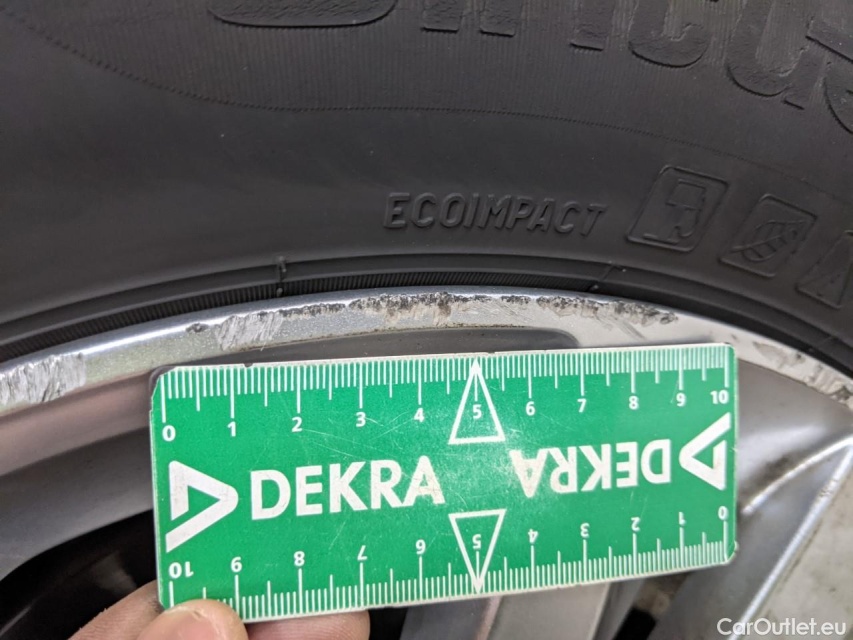 ECOIMPACT
0 1 2 3 4 5 6 7 8 9 10
DEKRA DEKRA
10 9 8 7 6 5 4 3 2 1 0
CarOutlet.eu